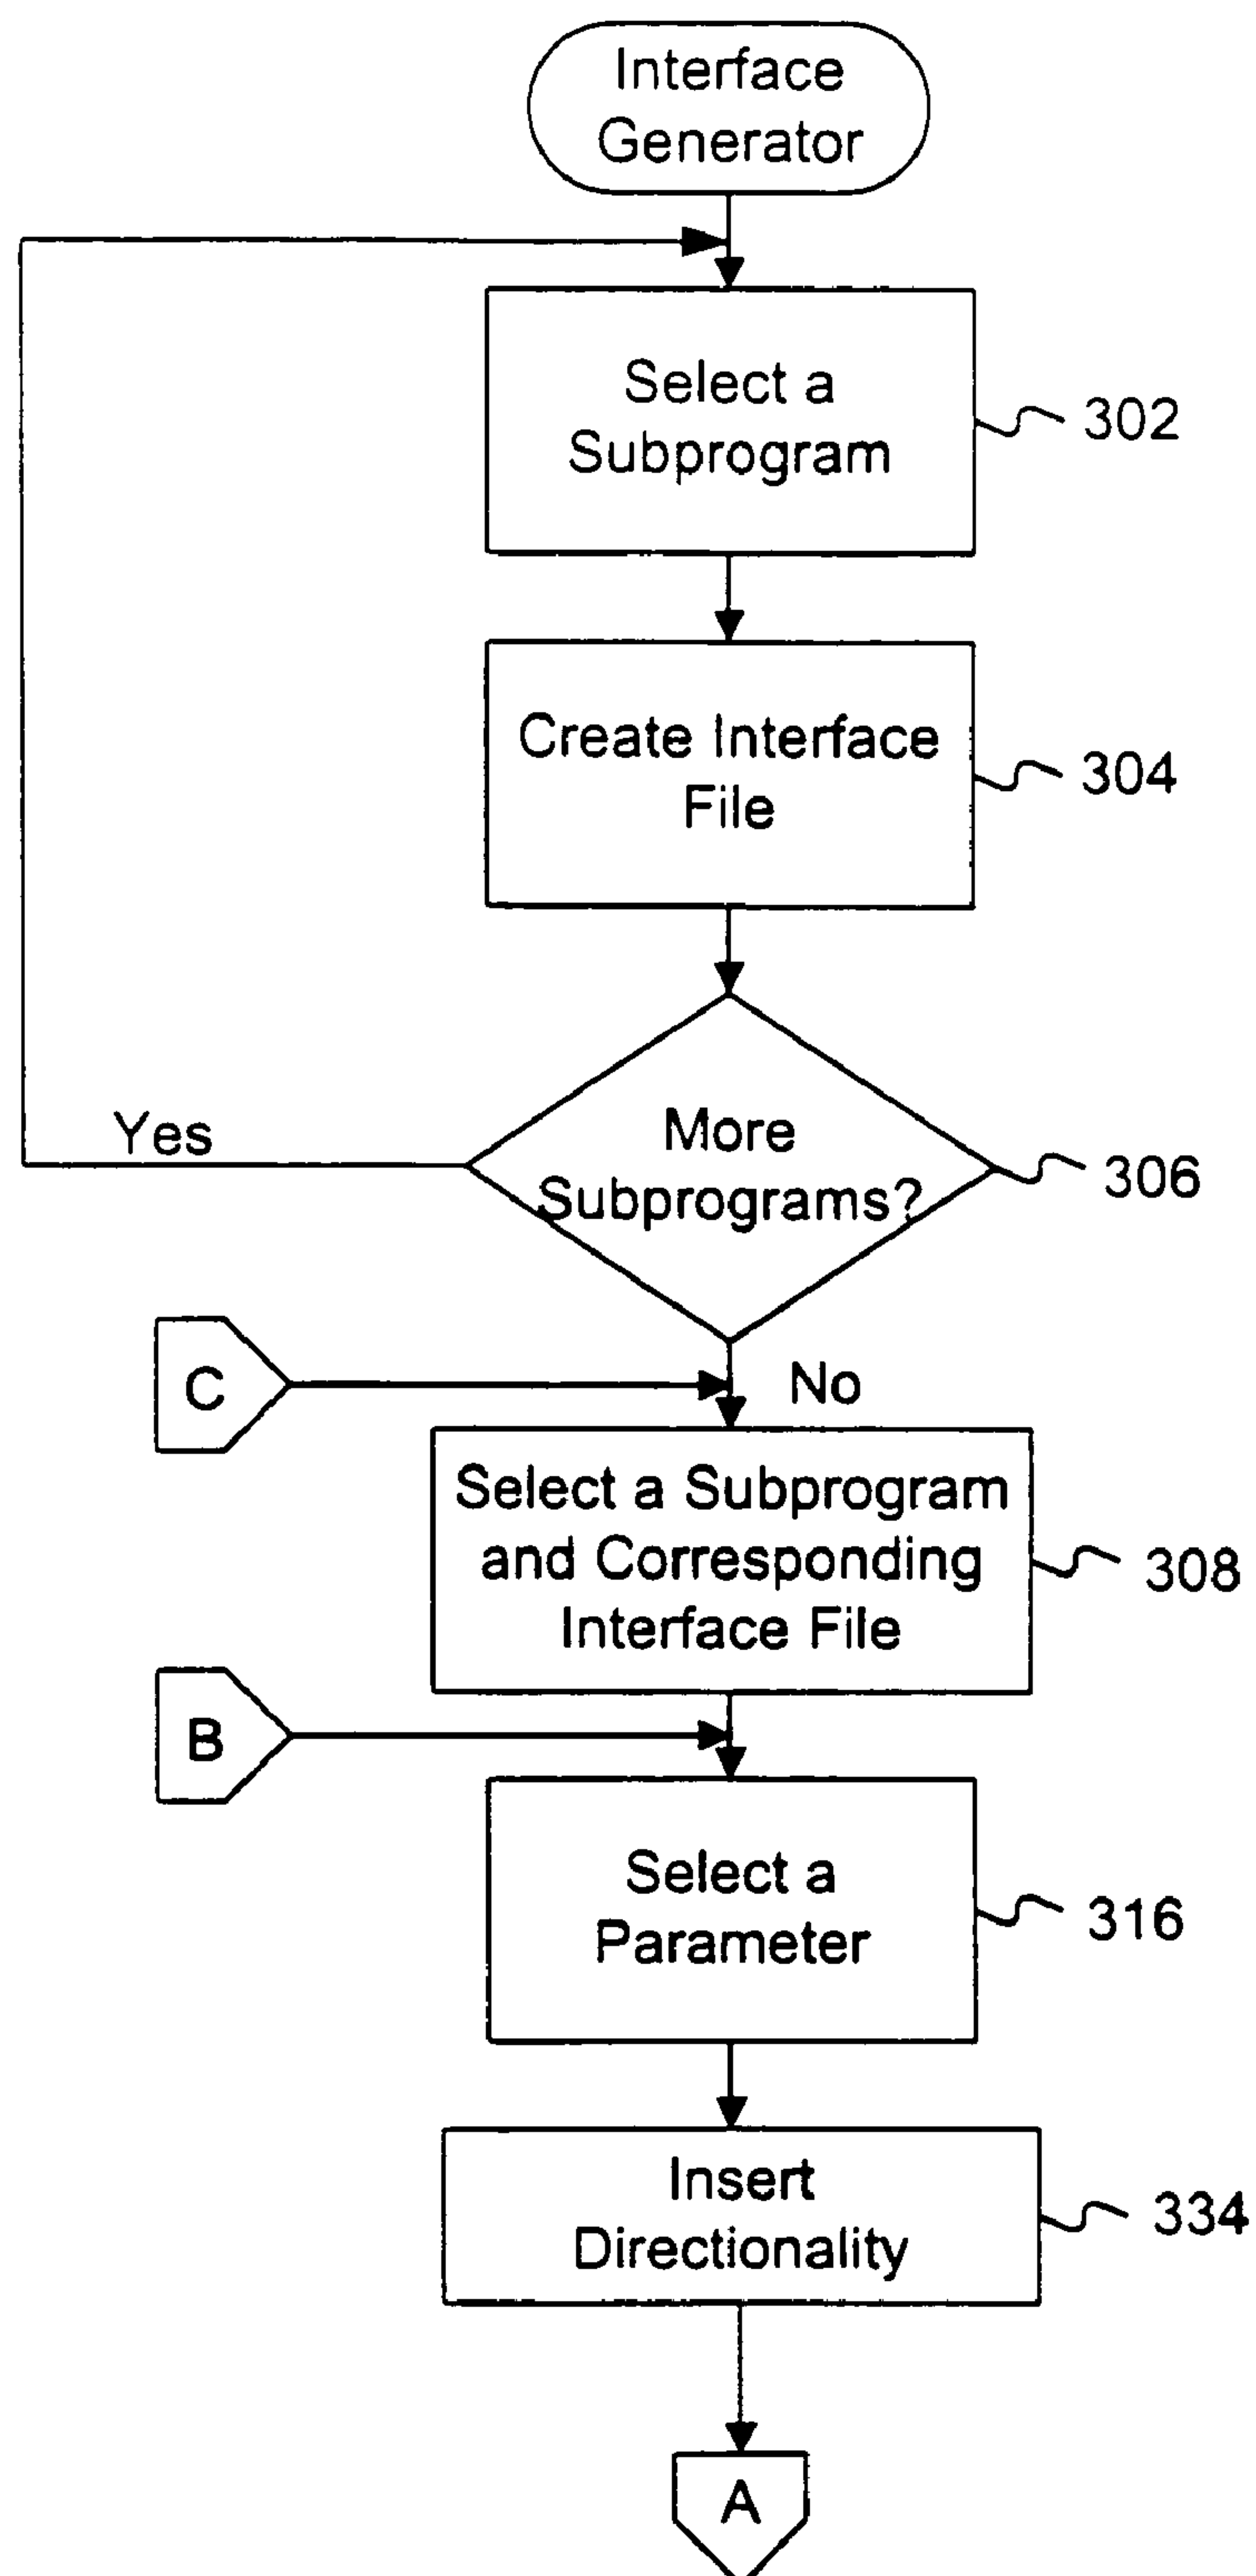 Interface
Generator
Select a
Subprogram
302
Create Interface
File
304
More
Subprograms?
306
Yes
No
C
Select a Subprogram
and Corresponding
Interface File
308
B
Select a
Parameter
316
Insert
Directionality
334
A